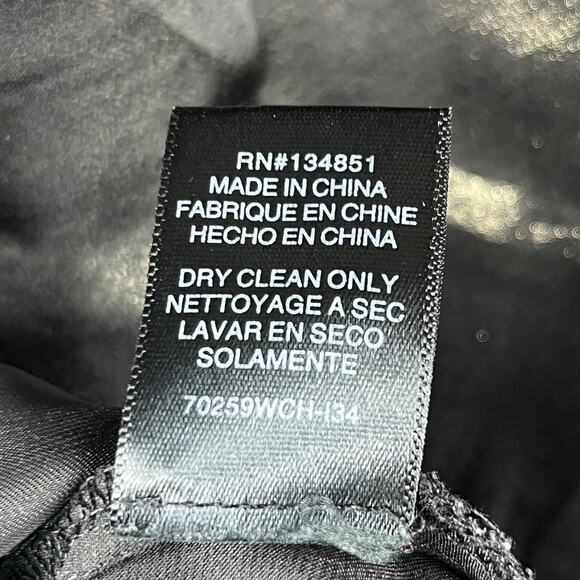 RN#134851
MADE IN CHINA
FABRIQUE EN CHINE
HECHO EN CHINA
DRY CLEAN ONLY
NETTOYAGE A SEC
LAVAR EN SECO
SOLAMENTE
70259WCH-I34